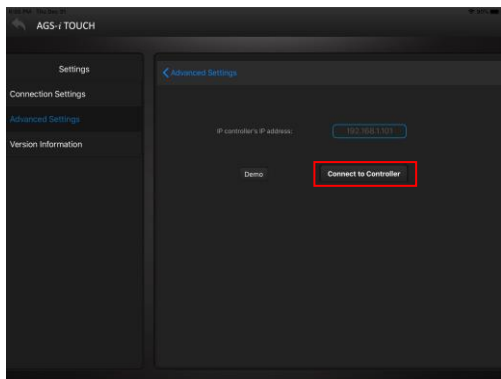 AGS-i TOUCH
Settings
Connection Settings
Advanced Settings
Version Information
Advanced Settings
IP controller's IP address:
192.168.1.101
Demo
Connect to Controller